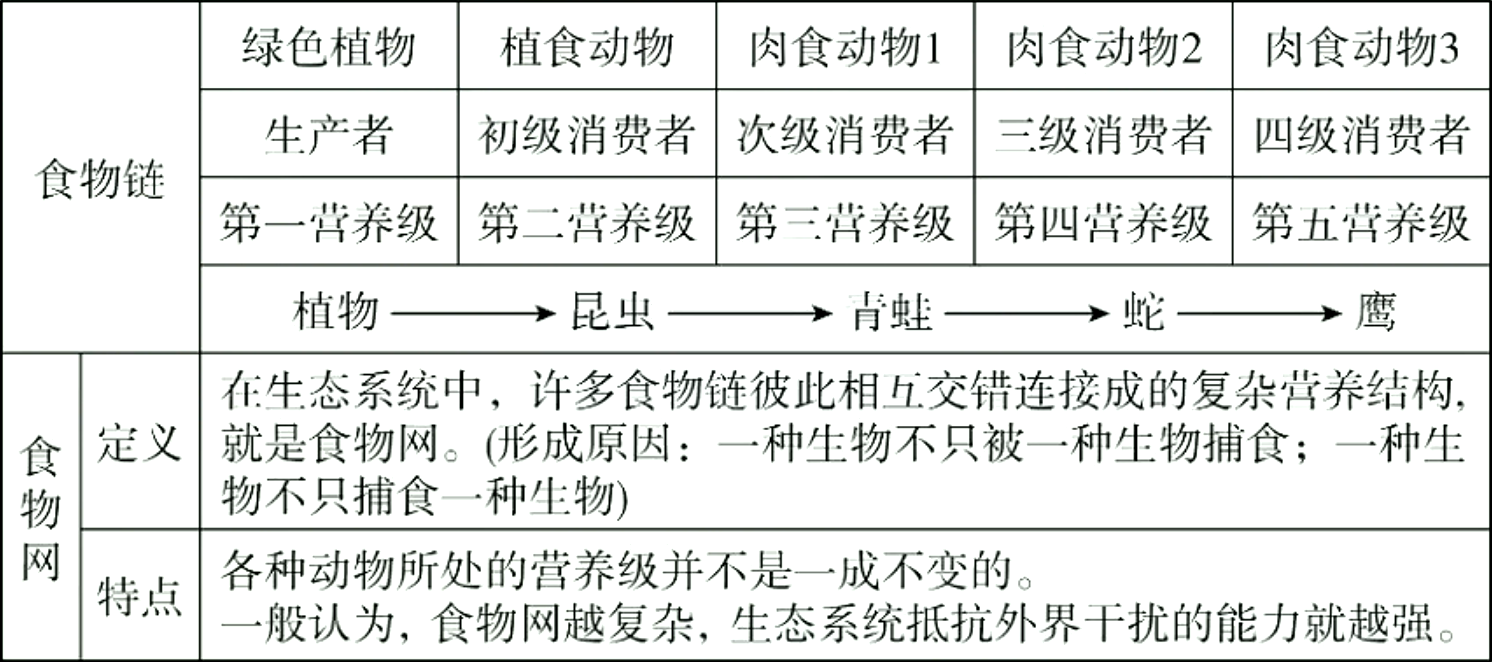 食物链
绿色植物 植食动物 肉食动物1 肉食动物2 肉食动物3
生产者 初级消费者 次级消费者 三级消费者 四级消费者
第一营养级 第二营养级 第三营养级 第四营养级 第五营养级
植物 → 昆虫 → 青蛙 → 蛇 → 鹰
食物网
定义
在生态系统中，许多食物链彼此相互交错连接成的复杂营养结构，
就是食物网。(形成原因：一种生物不只被一种生物捕食；一种生
物不只捕食一种生物)
特点
各种动物所处的营养级并不是一成不变的。
一般认为，食物网越复杂，生态系统抵抗外界干扰的能力就越强。